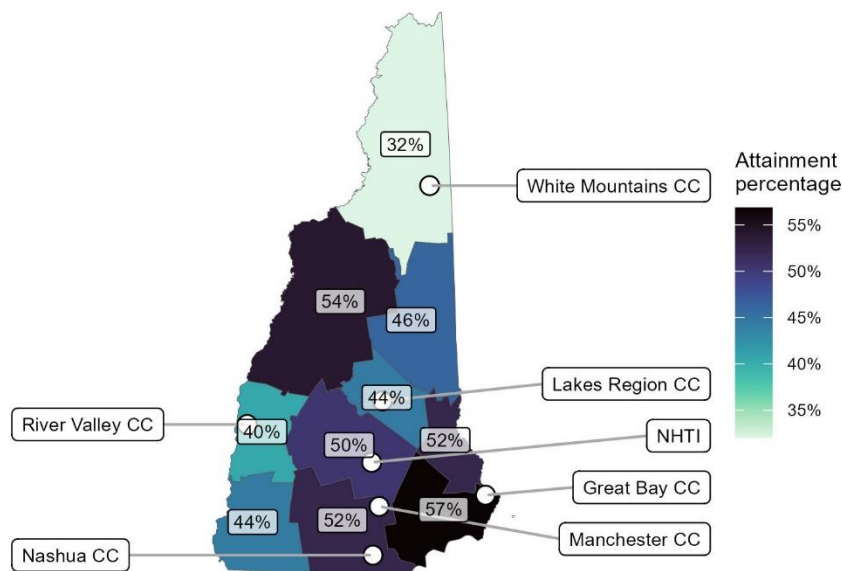 32%
White Mountains CC
54%
46%
44%
Lakes Region CC
River Valley CC
40%
50%
52%
NHTI
57%
Great Bay CC
44%
52%
Manchester CC
Nashua CC
Attainment
percentage
55%
50%
45%
40%
35%